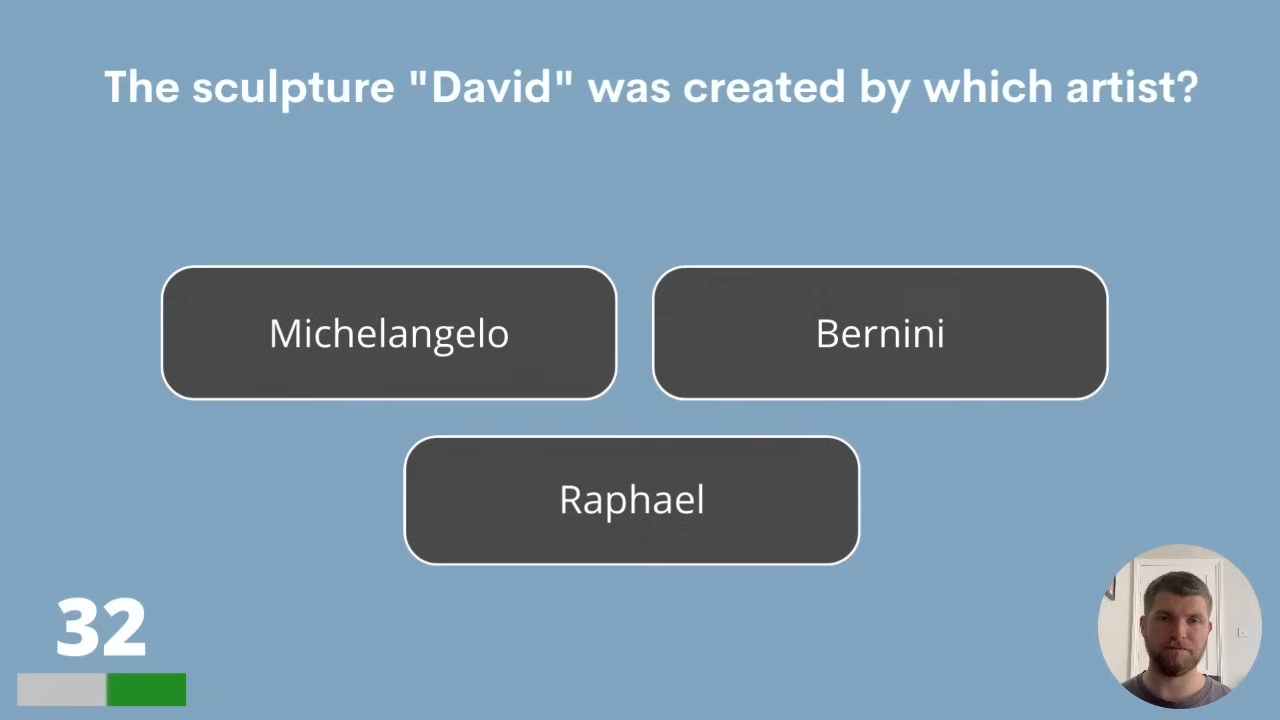 The sculpture "David" was created by which artist?
Michelangelo
Bernini
Raphael
32